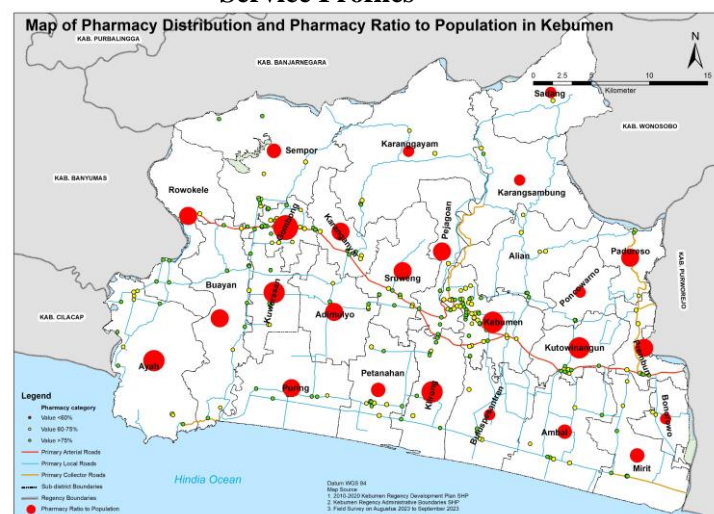 Service Profiles
Map of Pharmacy Distribution and Pharmacy Ratio to Population in Kebumen
KAB. PURBALINGGA
KAB. BANJARNEGARA
N
0 2.5 5 10 15
Kilometer
Sadang
KAB. WONOSOBO
Sempor
Karanggayam
KAB. BANYUMAS
Karangsambung
Rowokele
Gombong
Karanganyar
Pejagoan
Alian
Padureso
Sruweng
Poncowarno
KAB. PURWOREJO
Buayan
Kuwarasan
Adimulyo
Kebumen
KAB. CILACAP
Kutowinangun
Prembun
Ayah
Puring
Petanahan
Klirong
Buluspesantren
Bonorowo
Ambal
Mirit
Legend
Pharmacy category
Value <60%
Value 60-75%
Value >75%
Primary Arterial Roads
Primary Local Roads
Primary Collector Roads
Sub-district Boundaries
Regency Boundaries
Pharmacy Ratio to Population
Hindia Ocean
Datum WGS 84
Map Source
1. 2010-2020 Kebumen Regency Development Plan SHP
2. Kebumen Regency Administrative Boundaries SHP
3. Field Survey on Augustus 2023 to September 2023